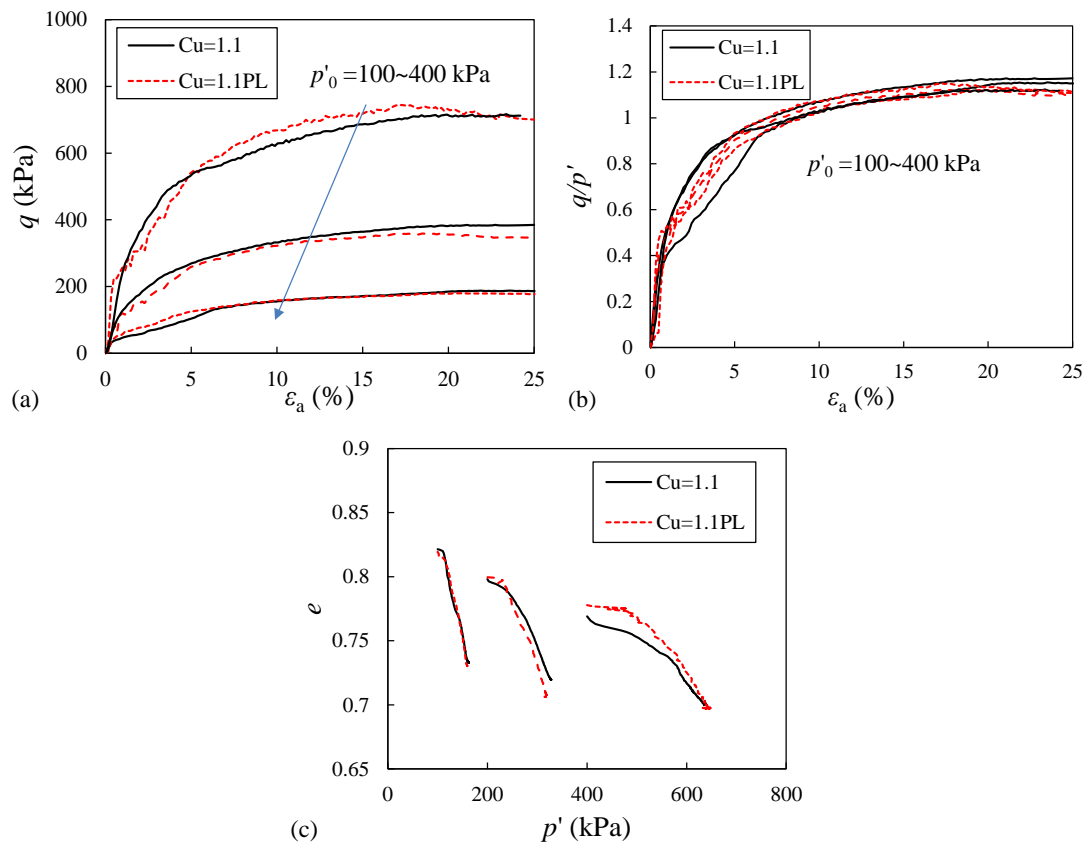 1000
800
600
400
200
0
q (kPa)
Cu=1.1
Cu=1.1PL
p'0 =100~400 kPa
0 5 10 15 20 25
εa (%)
(a)
1.4
1.2
1
0.8
0.6
0.4
0.2
0
q/p'
Cu=1.1
Cu=1.1PL
p'0 =100~400 kPa
0 5 10 15 20 25
εa (%)
(b)
0.9
0.85
0.8
0.75
0.7
0.65
e
Cu=1.1
Cu=1.1PL
0 200 400 600 800
p' (kPa)
(c)